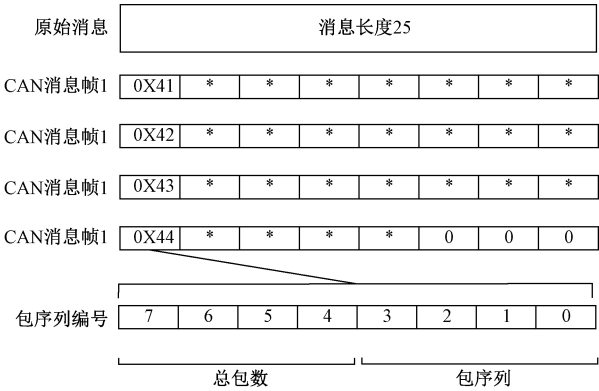 原始消息 消息长度25
CAN消息帧1 0X41 * * * * * * *
CAN消息帧1 0X42 * * * * * * *
CAN消息帧1 0X43 * * * * * * *
CAN消息帧1 0X44 * * * * 0 0 0
包序列编号 7 6 5 4 3 2 1 0
总包数 包序列